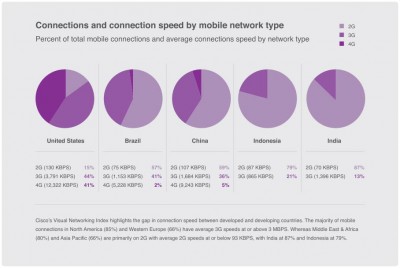 Connections and connection speed by mobile network type
Percent of total mobile connections and average connections speed by network type
2G
3G
4G
United States
2G (130 KBPS) 15%
3G (3,791 KBPS) 44%
4G (12,322 KBPS) 41%
Brazil
2G (75 KBPS) 57%
3G (1,153 KBPS) 41%
4G (5,228 KBPS) 2%
China
2G (107 KBPS) 59%
3G (1,684 KBPS) 36%
4G (9,243 KBPS) 5%
Indonesia
2G (87 KBPS) 79%
3G (865 KBPS) 21%
India
2G (70 KBPS) 87%
3G (1,396 KBPS) 13%
Cisco's Visual Networking Index highlights the gap in connection speed between developed and developing countries. The majority of mobile
connections in North America (85%) and Western Europe (66%) have average 3G speeds at or above 3 MBPS. Whereas Middle East & Africa
(80%) and Asia Pacific (66%) are primarily on 2G with average 2G speeds at or below 93 KBPS, with India at 87% and Indonesia at 79%.